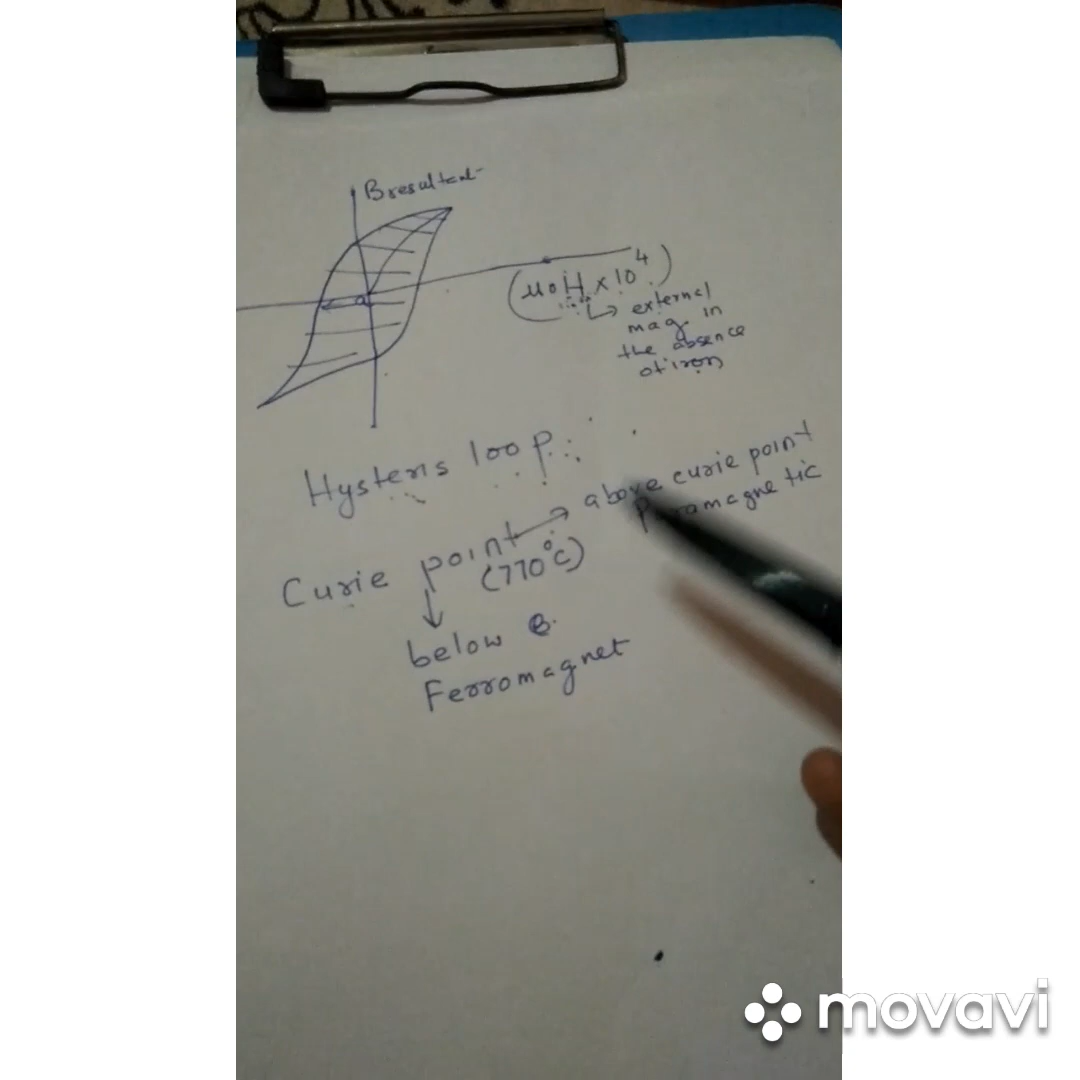 Bresultant
(μ0H×10⁴)
↳ external
mag in
the absence
of iron
Hysteris loop
above curie point
Paramagnetic
Curie point
(770°C)
below
Ferromagnet
movavi